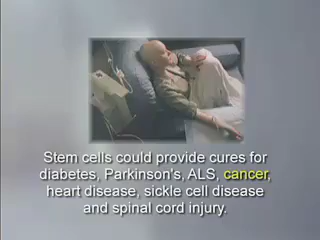 Stem cells could provide cures for
diabetes, Parkinson's, ALS, cancer,
heart disease, sickle cell disease
and spinal cord injury.